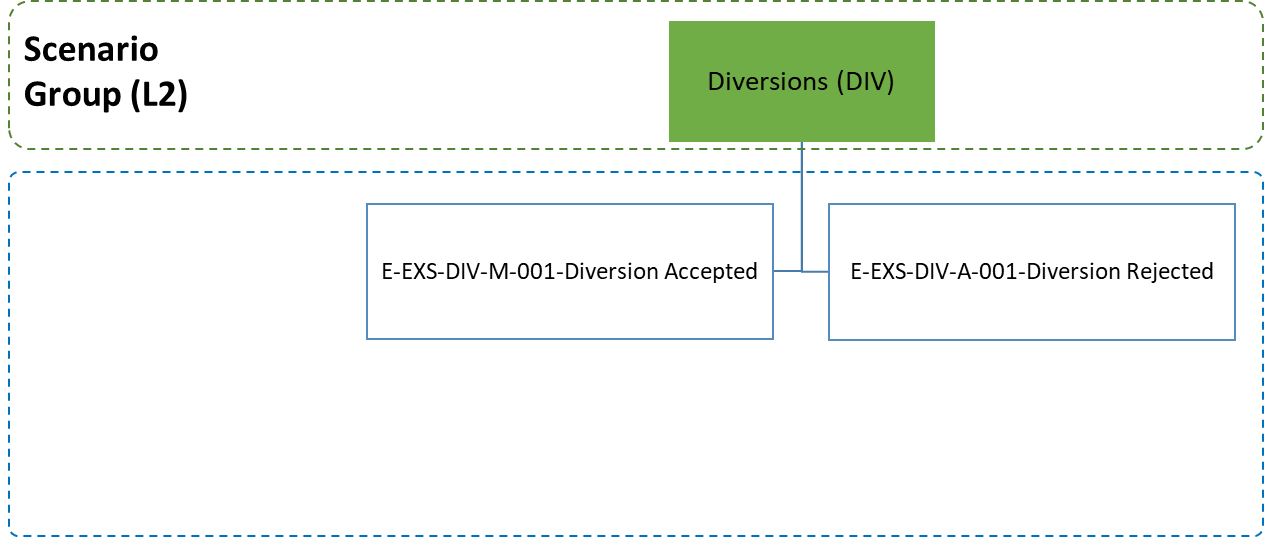 Scenario
Group (L2)
Diversions (DIV)
E-EXS-DIV-M-001-Diversion Accepted
E-EXS-DIV-A-001-Diversion Rejected